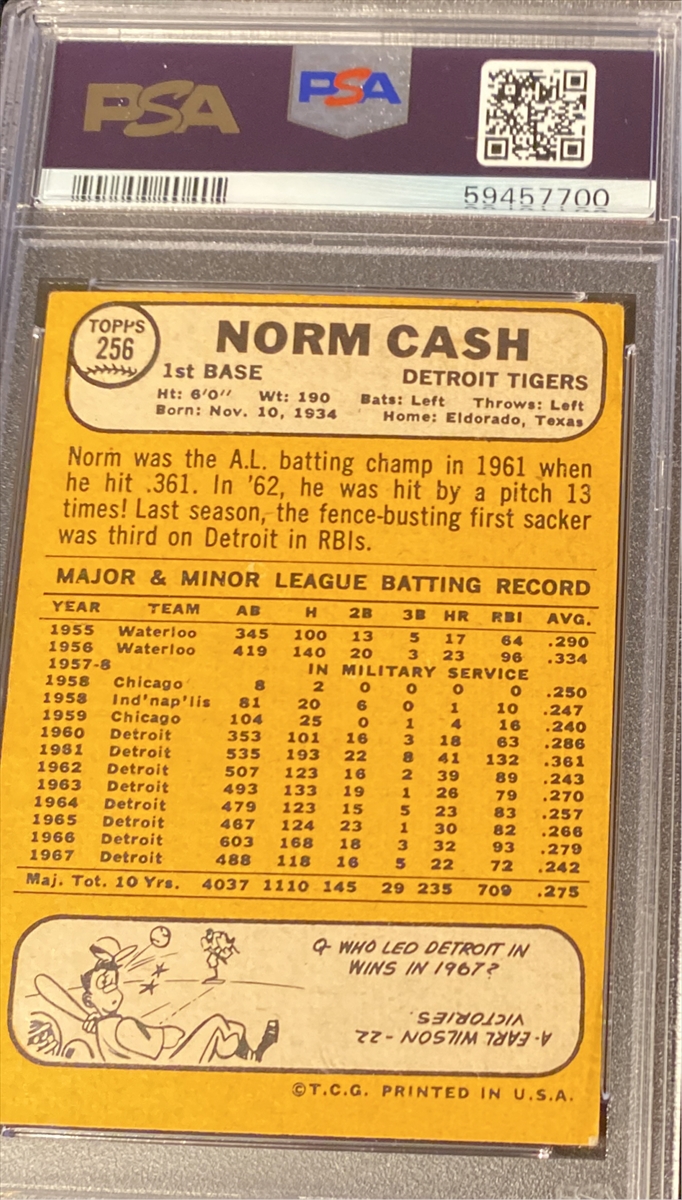 PSA PSA
59457700
TOPPS
256
NORM CASH
1st BASE DETROIT TIGERS
Ht: 6'0" Wt: 190 Bats: Left Throws: Left
Born: Nov. 10, 1934 Home: Eldorado, Texas
Norm was the A.L. batting champ in 1961 when
he hit .361. In '62, he was hit by a pitch 13
times! Last season, the fence-busting first sacker
was third on Detroit in RBIs.
MAJOR & MINOR LEAGUE BATTING RECORD
YEAR TEAM AB H 2B 3B HR RBI AVG.
1955 Waterloo 345 100 13 5 17 64 .290
1956 Waterloo 419 140 20 3 23 96 .334
1957-8 IN MILITARY SERVICE
1958 Chicago 8 2 0 0 0 0 .250
1958 Ind'nap'lis 81 20 6 0 1 10 .247
1959 Chicago 104 25 0 1 4 16 .240
1960 Detroit 353 101 16 3 18 63 .286
1961 Detroit 535 193 22 8 41 132 .361
1962 Detroit 507 123 16 2 39 89 .243
1963 Detroit 493 133 19 1 26 79 .270
1964 Detroit 479 123 15 5 23 83 .257
1965 Detroit 467 124 23 1 30 82 .266
1966 Detroit 603 168 18 3 32 93 .279
1967 Detroit 488 118 16 5 22 72 .242
Maj. Tot. 10 Yrs. 4037 1110 145 29 235 709 .275
Q- WHO LED DETROIT IN
WINS IN 1967?
A- EARL WILSON - 22
VICTORIES.
©T.C.G. PRINTED IN U.S.A.